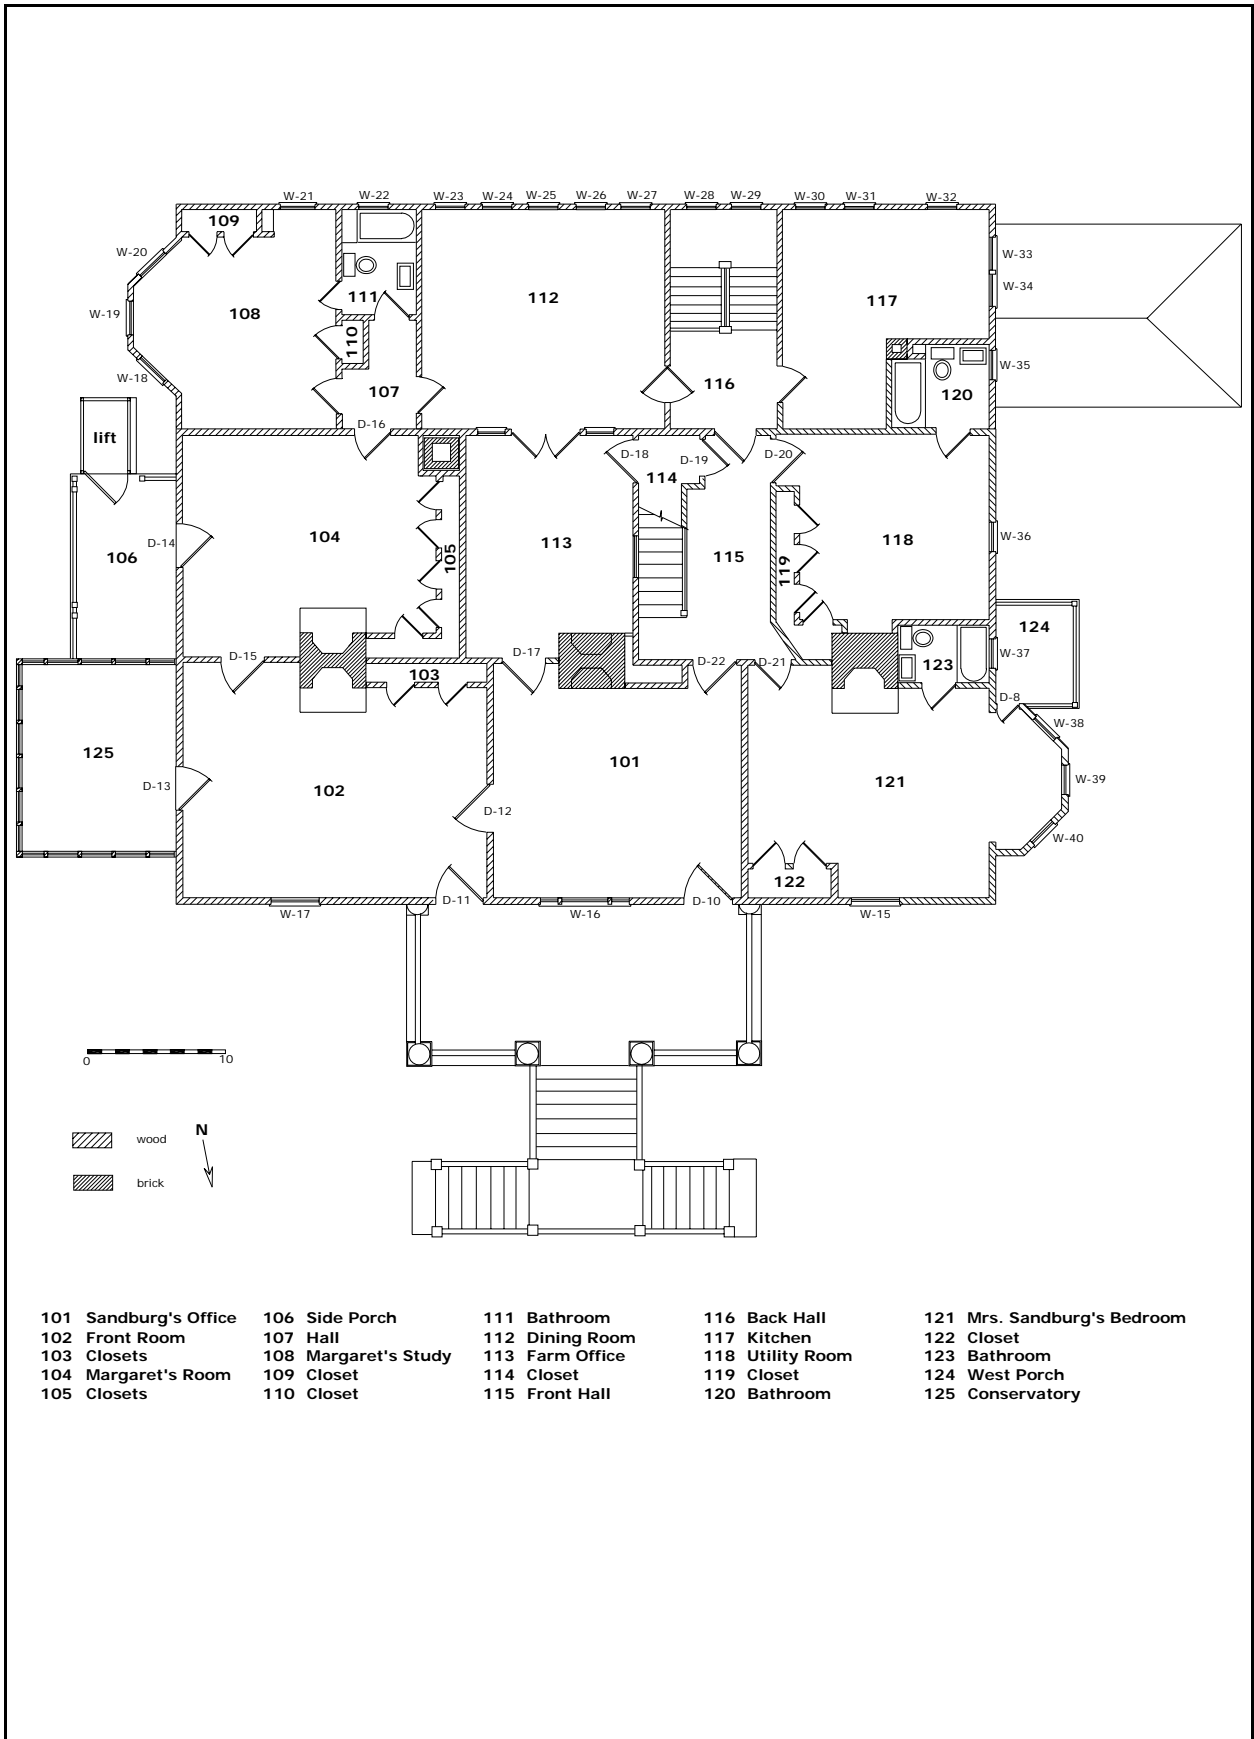 W-21 W-22 W-23 W-24 W-25 W-26 W-27 W-28 W-29 W-30 W-31 W-32
109
W-20
W-33
W-34
111
112
117
W-19
108
110
W-35
W-18
107
116
120
D-16
lift
D-18
D-19
D-20
114
104
113
118
W-36
D-14
106
105
115
119
124
D-15
D-17
D-22
D-21
123
W-37
103
D-8
W-38
125
101
121
W-39
D-13
102
D-12
W-40
122
D-11
D-10
W-17
W-16
W-15
0 10
N
wood
brick
101 Sandburg's Office 106 Side Porch 111 Bathroom 116 Back Hall 121 Mrs. Sandburg's Bedroom
102 Front Room 107 Hall 112 Dining Room 117 Kitchen 122 Closet
103 Closets 108 Margaret's Study 113 Farm Office 118 Utility Room 123 Bathroom
104 Margaret's Room 109 Closet 114 Closet 119 Closet 124 West Porch
105 Closets 110 Closet 115 Front Hall 120 Bathroom 125 Conservatory